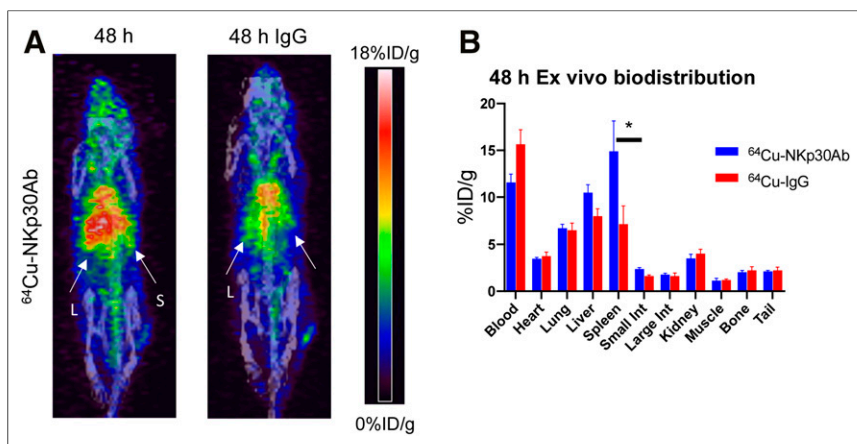 A
48 h
48 h IgG
18%ID/g
⁶⁴Cu-NKp30Ab
L
S
L
0%ID/g
B
48 h Ex vivo biodistribution
%ID/g
20
15
10
5
0
*
⁶⁴Cu-NKp30Ab
⁶⁴Cu-IgG
Blood
Heart
Lung
Liver
Spleen
Small Int
Large Int
Kidney
Muscle
Bone
Tail